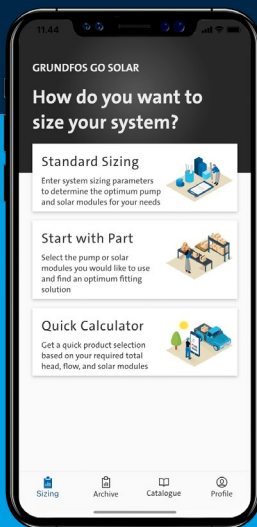 11.44
GRUNDFOS GO SOLAR
How do you want to
size your system?
Standard Sizing
Enter system sizing parameters
to determine the optimum pump
and solar modules for your needs
Start with Part
Select the pump or solar
modules you would like to use
and find an optimum fitting
solution
Quick Calculator
Get a quick product selection
based on your required total
head, flow, and solar modules
Sizing
Archive
Catalogue
Profile